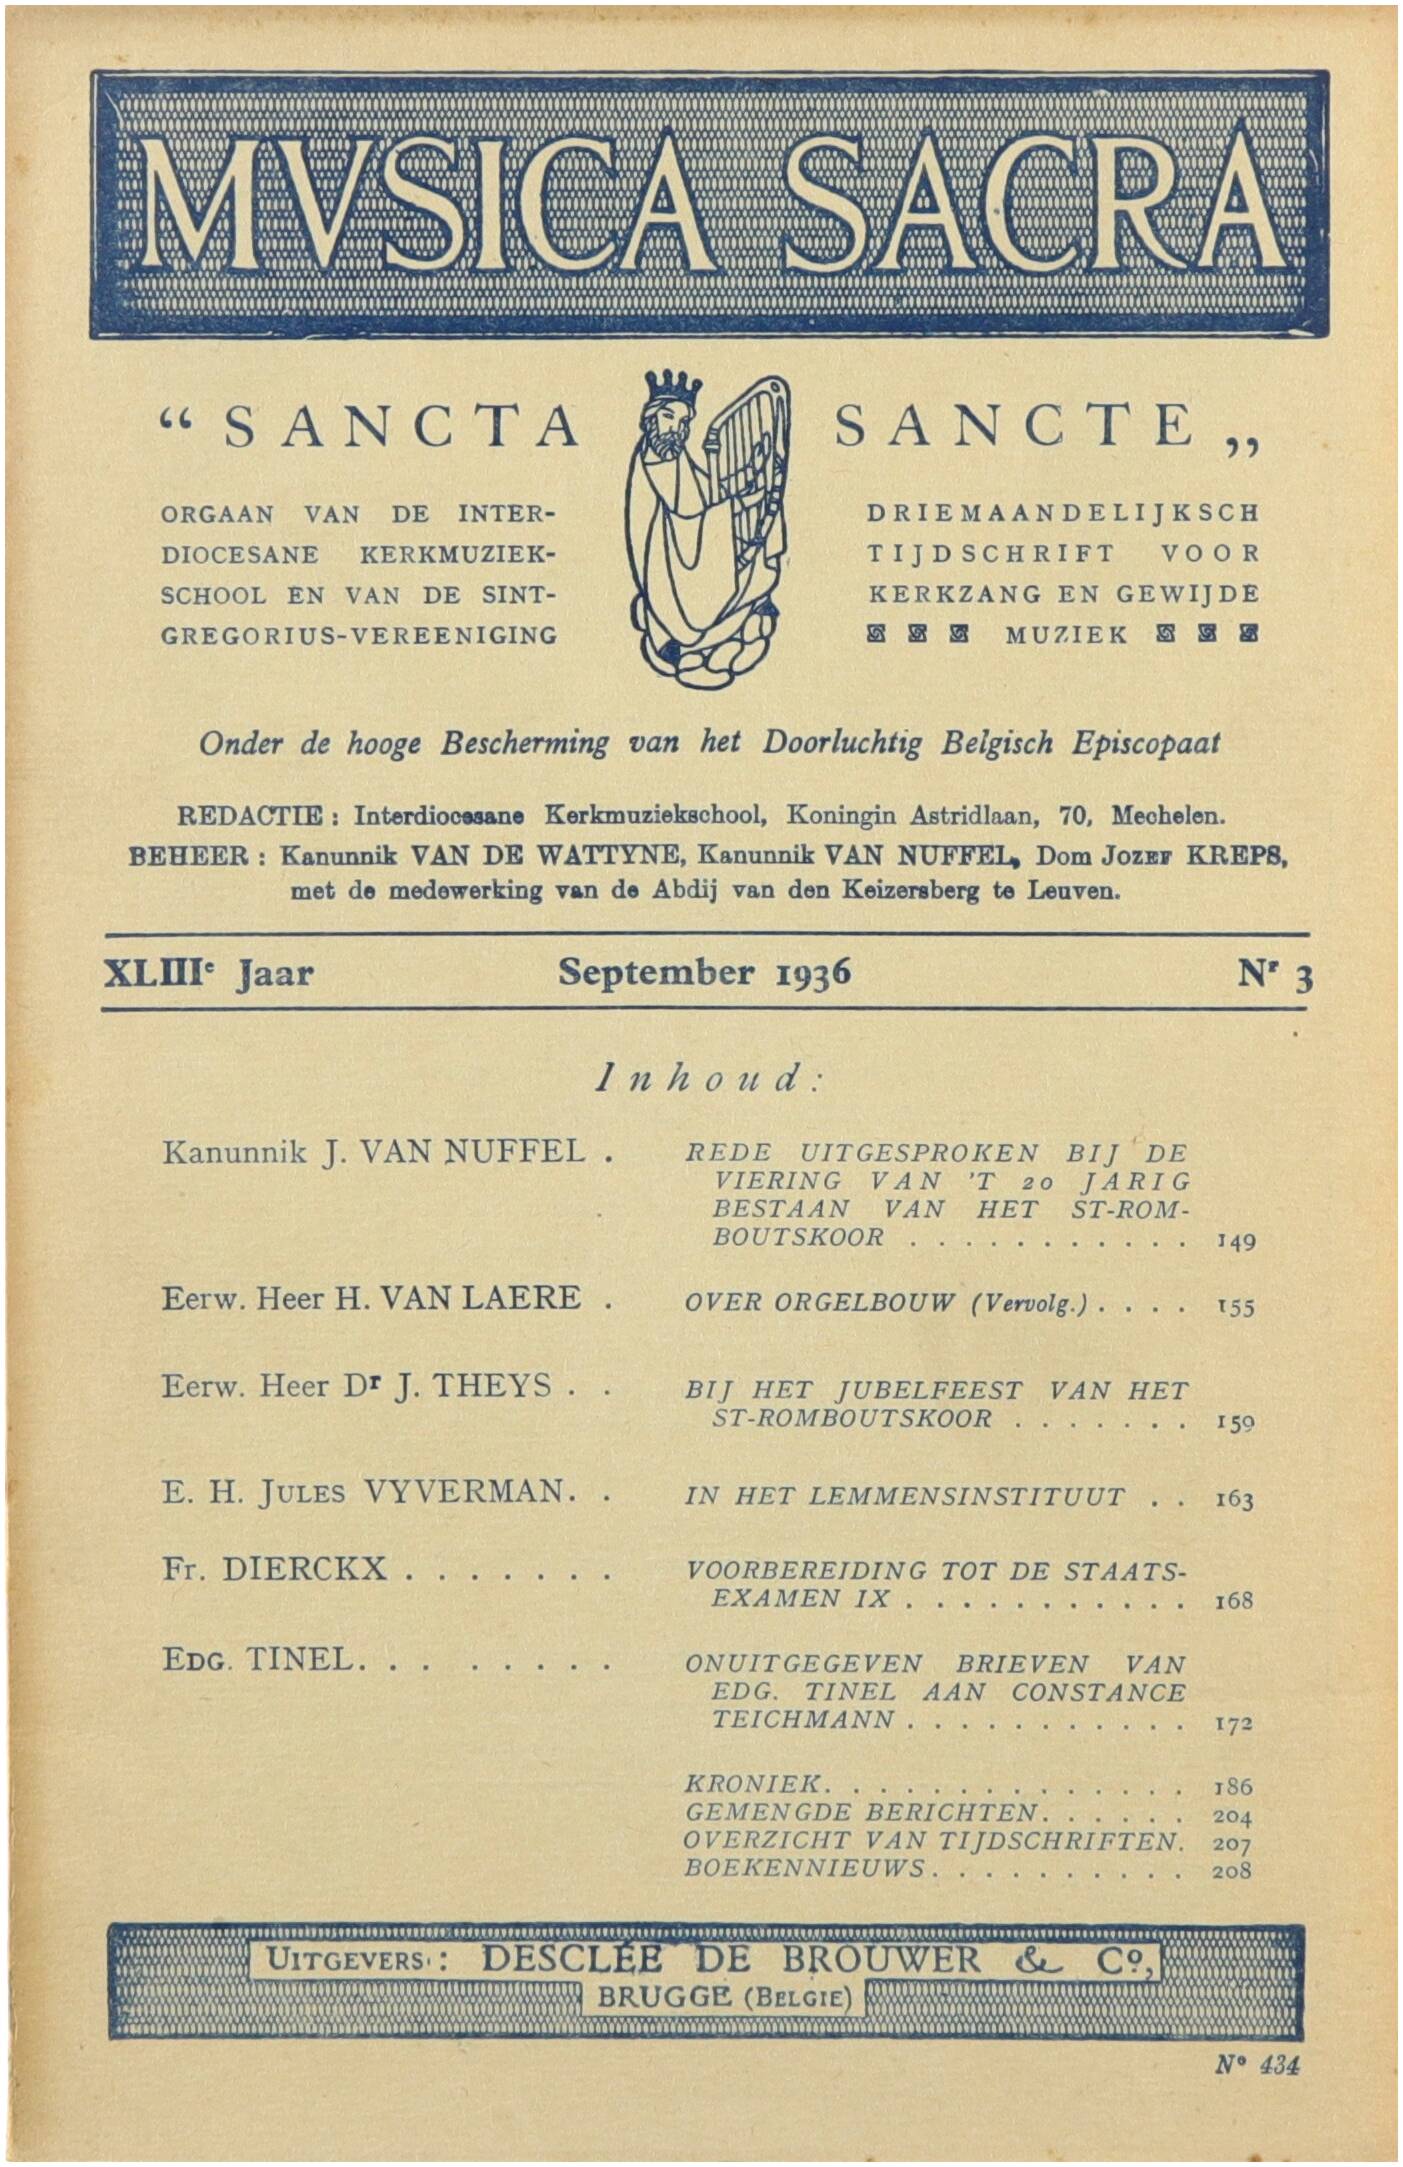 MVSICA SACRA
“ SANCTA SANCTE „
ORGAAN VAN DE INTER-
DIOCESANE KERKMUZIEK-
SCHOOL EN VAN DE SINT-
GREGORIUS-VEREENIGING
DRIEMAANDELIJKSCH
TIJDSCHRIFT VOOR
KERKZANG EN GEWIJDE
MUZIEK
Onder de hooge Bescherming van het Doorluchtig Belgisch Episcopaat
REDACTIE : Interdiocesane Kerkmuziekschool, Koningin Astridlaan, 70, Mechelen.
BEHEER : Kanunnik VAN DE WATTYNE, Kanunnik VAN NUFFEL, Dom JOZEF KREPS,
met de medewerking van de Abdij van den Keizersberg te Leuven.
XLIIIe Jaar September 1936 Nr 3
Inhoud:
Kanunnik J. VAN NUFFEL . REDE UITGESPROKEN BIJ DE
VIERING VAN 'T 20 JARIG
BESTAAN VAN HET ST-ROM-
BOUTSKOOR . . . . . . . . . . . 149
Eerw. Heer H. VAN LAERE . OVER ORGELBOUW (Vervolg.) . . . . 155
Eerw. Heer Dr J. THEYS . . BIJ HET JUBELFEEST VAN HET
ST-ROMBOUTSKOOR . . . . . . . 159
E. H. JULES VYVERMAN. . IN HET LEMMENSINSTITUUT . . 163
Fr. DIERCKX . . . . . . . VOORBEREIDING TOT DE STAATS-
EXAMEN IX . . . . . . . . . . . 168
EDG. TINEL. . . . . . . . ONUITGEGEVEN BRIEVEN VAN
EDG. TINEL AAN CONSTANCE
TEICHMANN . . . . . . . . . . . 172
KRONIEK. . . . . . . . . . . . . . 186
GEMENGDE BERICHTEN. . . . . . 204
OVERZICHT VAN TIJDSCHRIFTEN. 207
BOEKENNIEUWS. . . . . . . . . . 208
UITGEVERS : DESCLÉE DE BROUWER & Co,
BRUGGE (BELGIE)
No 434